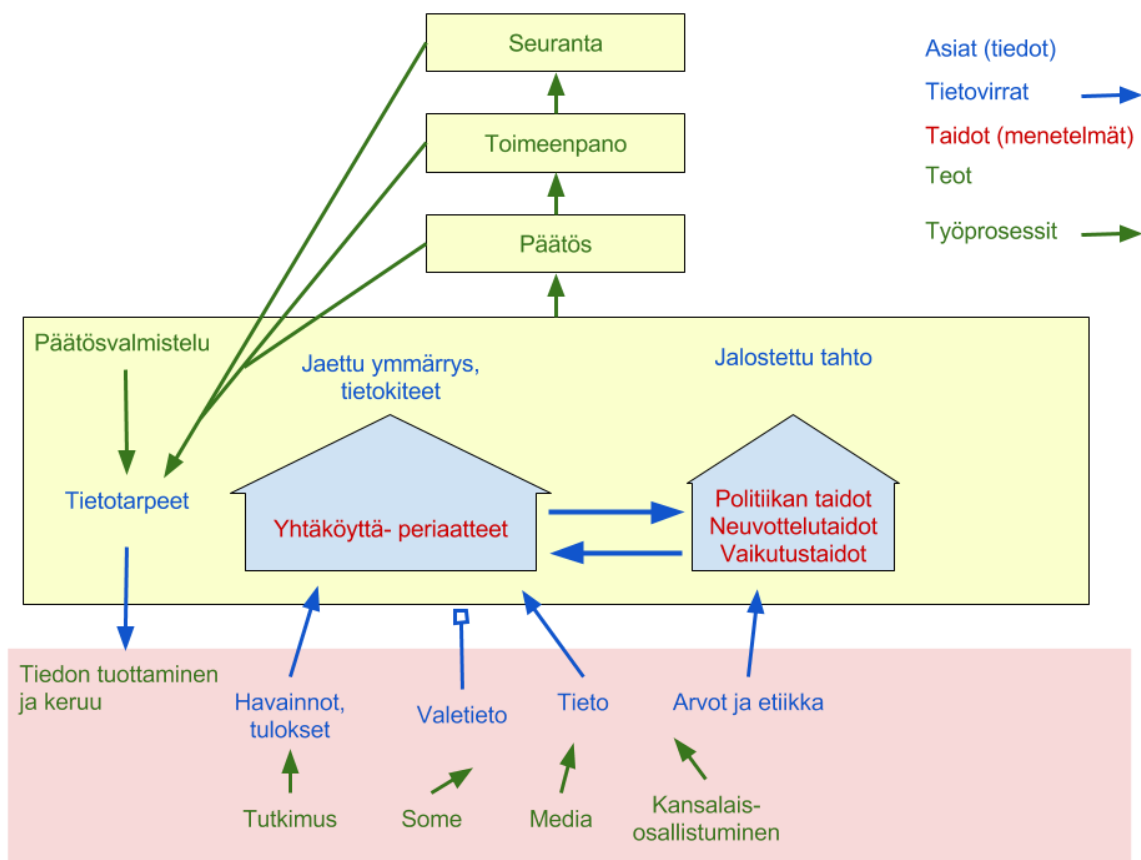 Seuranta
Toimeenpano
Päätös
Asiat (tiedot)
Tietovirrat
Taidot (menetelmät)
Teot
Työprosessit
Päätösvalmistelu
Jaettu ymmärrys,
tietokiteet
Jalostettu tahto
Tietotarpeet
Yhtäköyttä- periaatteet
Politiikan taidot
Neuvottelutaidot
Vaikutustaidot
Tiedon tuottaminen
ja keruu
Havainnot,
tulokset
Valetieto
Tieto
Arvot ja etiikka
Tutkimus
Some
Media
Kansalais-
osallistuminen